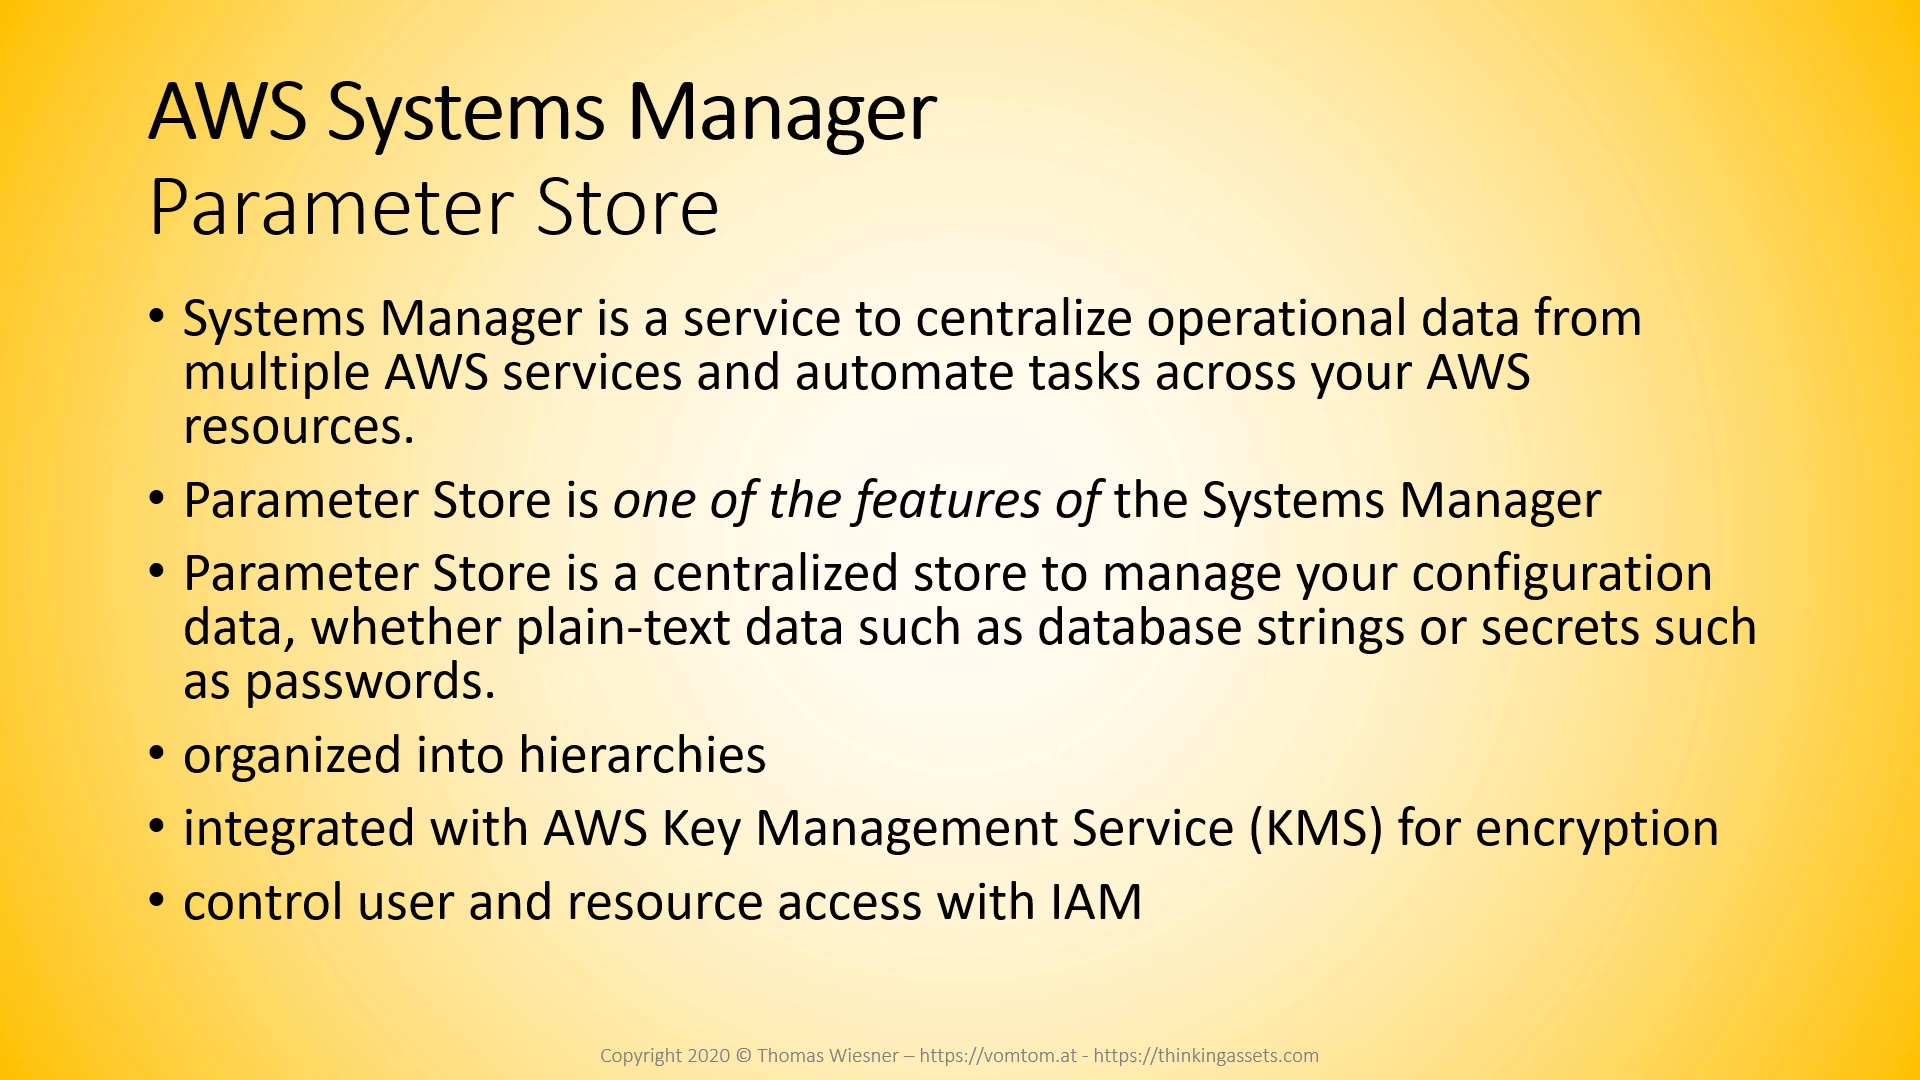 AWS Systems Manager
Parameter Store
• Systems Manager is a service to centralize operational data from
multiple AWS services and automate tasks across your AWS
resources.
• Parameter Store is one of the features of the Systems Manager
• Parameter Store is a centralized store to manage your configuration
data, whether plain-text data such as database strings or secrets such
as passwords.
• organized into hierarchies
• integrated with AWS Key Management Service (KMS) for encryption
• control user and resource access with IAM
Copyright 2020 © Thomas Wiesner – https://vomtom.at - https://thinkingassets.com